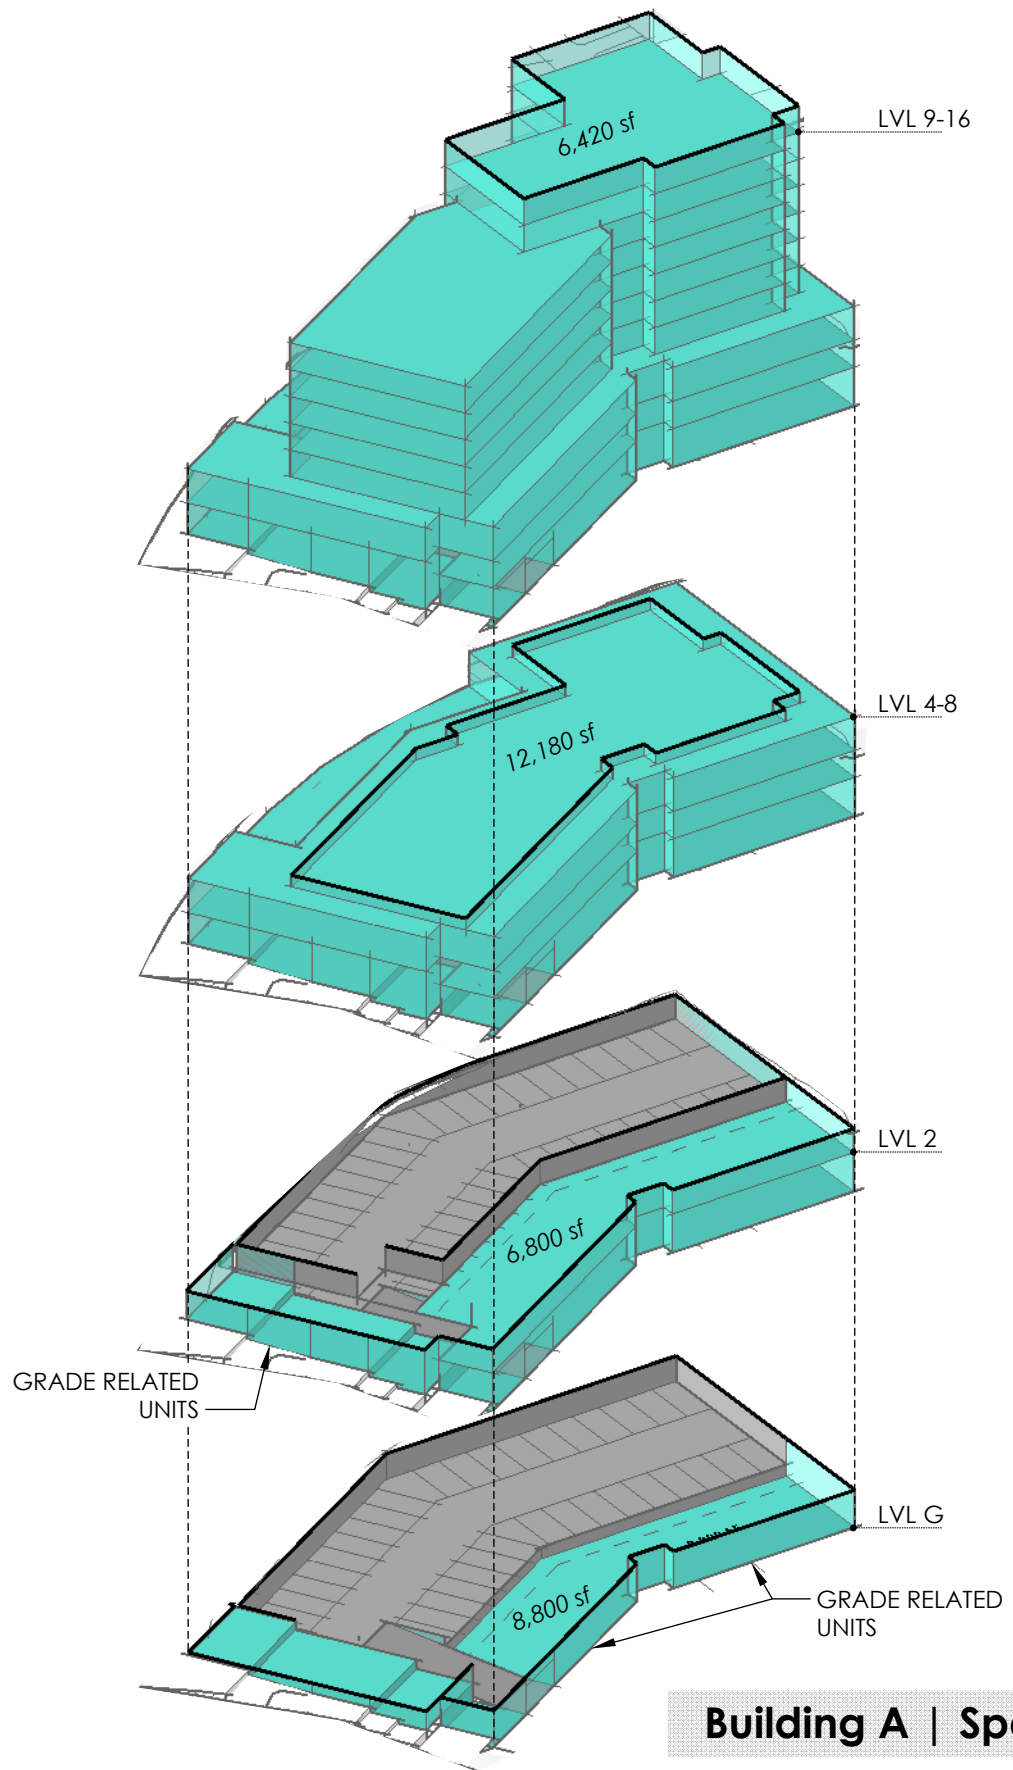 LVL 9-16
6,420 sf
LVL 4-8
12,180 sf
LVL 2
6,800 sf
GRADE RELATED
UNITS
LVL G
8,800 sf
GRADE RELATED
UNITS
Building A |